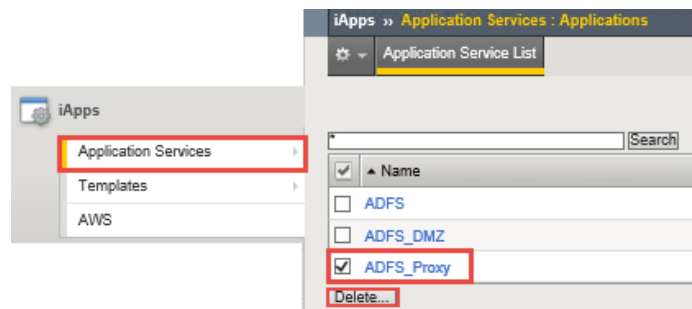 iApps
Application Services
Templates
AWS
iApps » Application Services : Applications
Application Service List
*
Search
Name
ADFS
ADFS_DMZ
ADFS_Proxy
Delete...